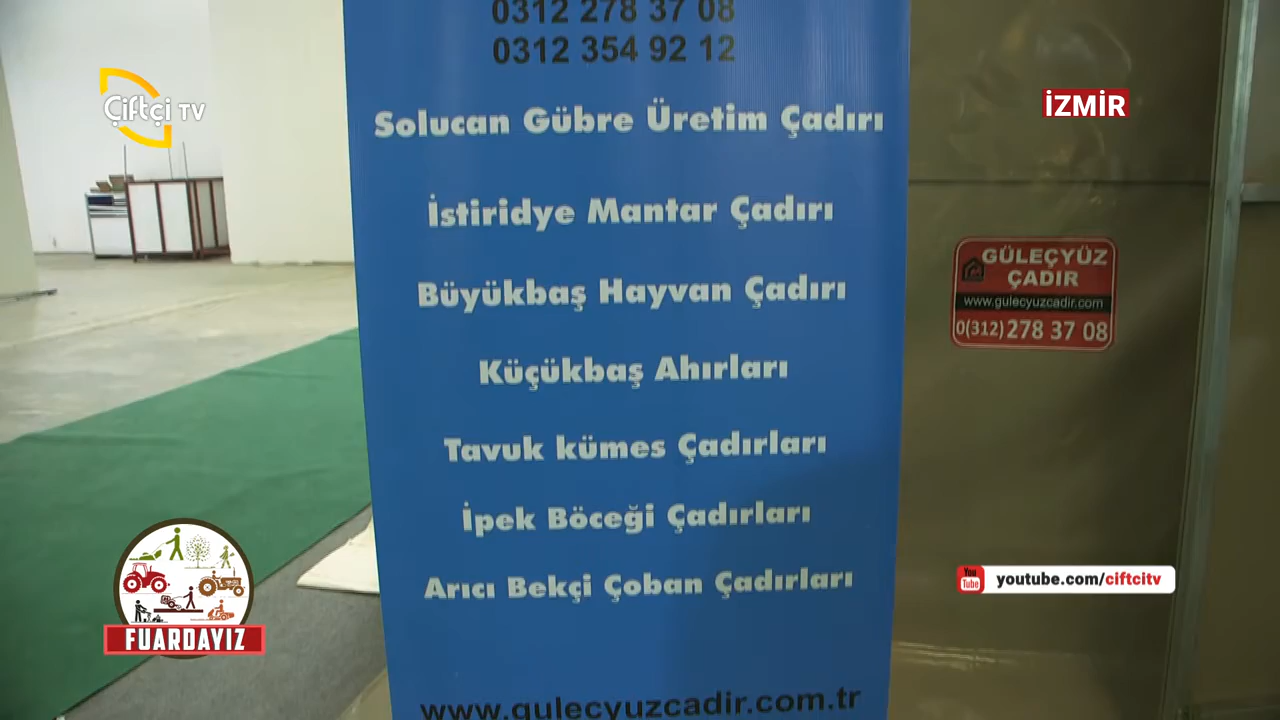 0312 278 37 08
0312 354 92 12
Çiftçi TV
İZMİR
Solucan Gübre Üretim Çadırı
İstiridye Mantar Çadırı
Büyükbaş Hayvan Çadırı
Küçükbaş Ahırları
Tavuk kümes Çadırları
İpek Böceği Çadırları
Arıcı Bekçi Çoban Çadırları
www.gulecyuzcadir.com.tr
GÜLEÇYÜZ
ÇADIR
www.gulecyuzcadir.com
0(312) 278 37 08
You
Tube
youtube.com/ciftcitv
FUARDAYIZ